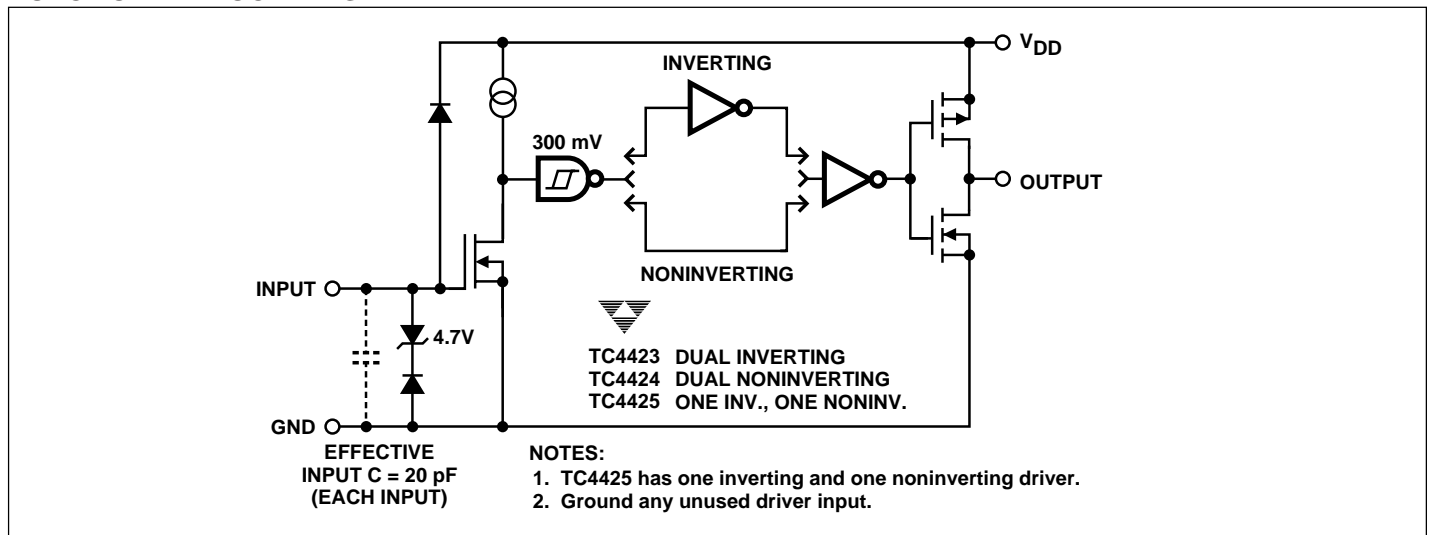 V_DD
INVERTING
300 mV
OUTPUT
NONINVERTING
INPUT
4.7V
TC4423 DUAL INVERTING
TC4424 DUAL NONINVERTING
TC4425 ONE INV., ONE NONINV.
GND
EFFECTIVE
INPUT C = 20 pF
(EACH INPUT)
NOTES:
1. TC4425 has one inverting and one noninverting driver.
2. Ground any unused driver input.